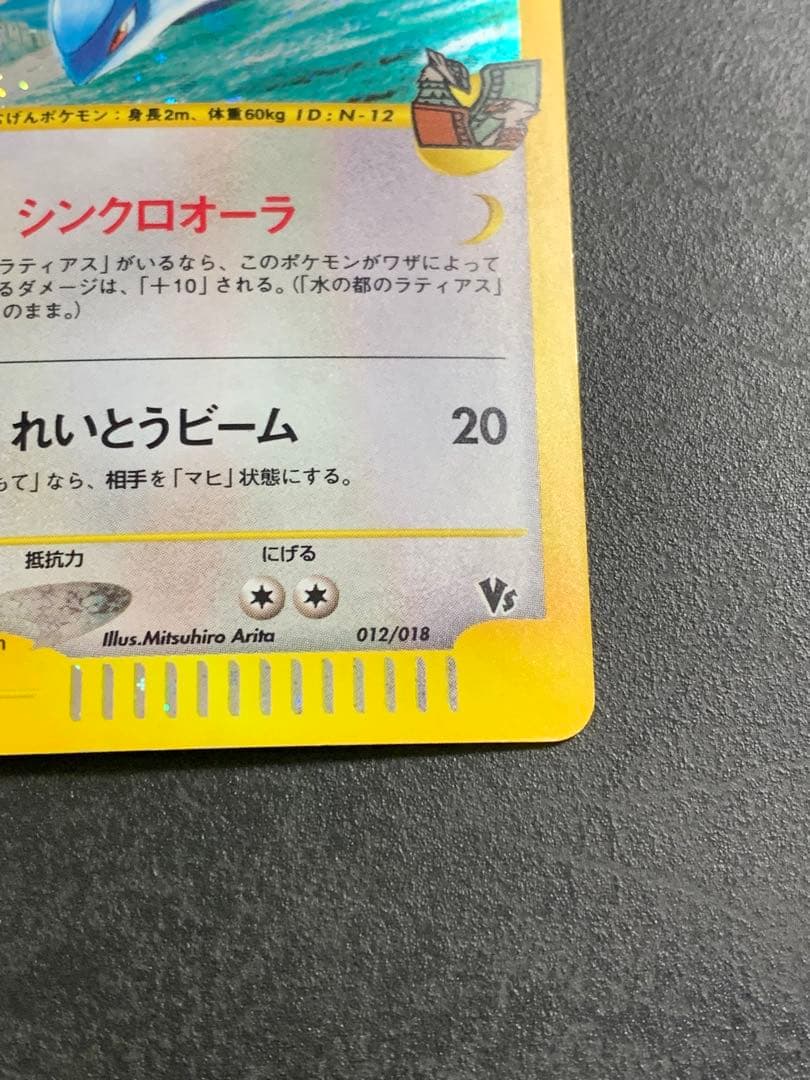 げんポケモン：身長2m、体重60kg ID：N-12
シンクロオーラ
ラティアス」がいるなら、このポケモンがワザによって
るダメージは、「＋10」される。（「水の都のラティアス」
のまま。）
れいとうビーム 20
て」なら、相手を「マヒ」状態にする。
抵抗力 にげる
Vs
Illus.Mitsuhiro Arita 012/018